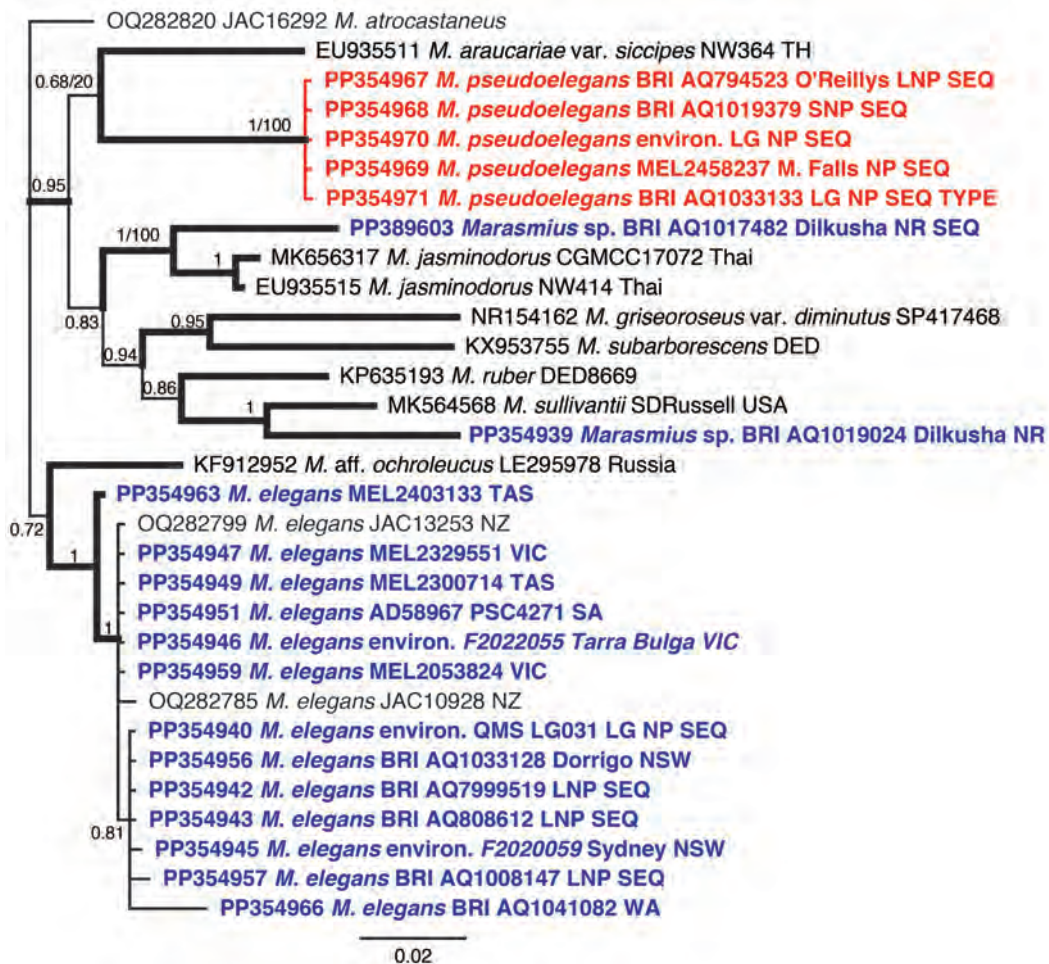 OQ282820 JAC16292 M. atrocastaneus
EU935511 M. araucariae var. siccipes NW364 TH
0.68/20
PP354967 M. pseudoelegans BRI AQ794523 O'Reillys LNP SEQ
PP354968 M. pseudoelegans BRI AQ1019379 SNP SEQ
1/100
PP354970 M. pseudoelegans environ. LG NP SEQ
PP354969 M. pseudoelegans MEL2458237 M. Falls NP SEQ
0.95
PP354971 M. pseudoelegans BRI AQ1033133 LG NP SEQ TYPE
PP389603 Marasmius sp. BRI AQ1017482 Dilkusha NR SEQ
1/100
MK656317 M. jasminodorus CGMCC17072 Thai
1
EU935515 M. jasminodorus NW414 Thai
0.83
0.95
NR154162 M. griseoroseus var. diminutus SP417468
KX953755 M. subarborescens DED
0.94
KP635193 M. ruber DED8669
0.86
MK564568 M. sullivantii SDRussell USA
1
PP354939 Marasmius sp. BRI AQ1019024 Dilkusha NR
KF912952 M. aff. ochroleucus LE295978 Russia
PP354963 M. elegans MEL2403133 TAS
0.72
OQ282799 M. elegans JAC13253 NZ
PP354947 M. elegans MEL2329551 VIC
1
PP354949 M. elegans MEL2300714 TAS
PP354951 M. elegans AD58967 PSC4271 SA
1
PP354946 M. elegans environ. F2022055 Tarra Bulga VIC
PP354959 M. elegans MEL2053824 VIC
OQ282785 M. elegans JAC10928 NZ
PP354940 M. elegans environ. QMS LG031 LG NP SEQ
PP354956 M. elegans BRI AQ1033128 Dorrigo NSW
PP354942 M. elegans BRI AQ7999519 LNP SEQ
PP354943 M. elegans BRI AQ808612 LNP SEQ
0.81
PP354945 M. elegans environ. F2020059 Sydney NSW
PP354957 M. elegans BRI AQ1008147 LNP SEQ
PP354966 M. elegans BRI AQ1041082 WA
0.02